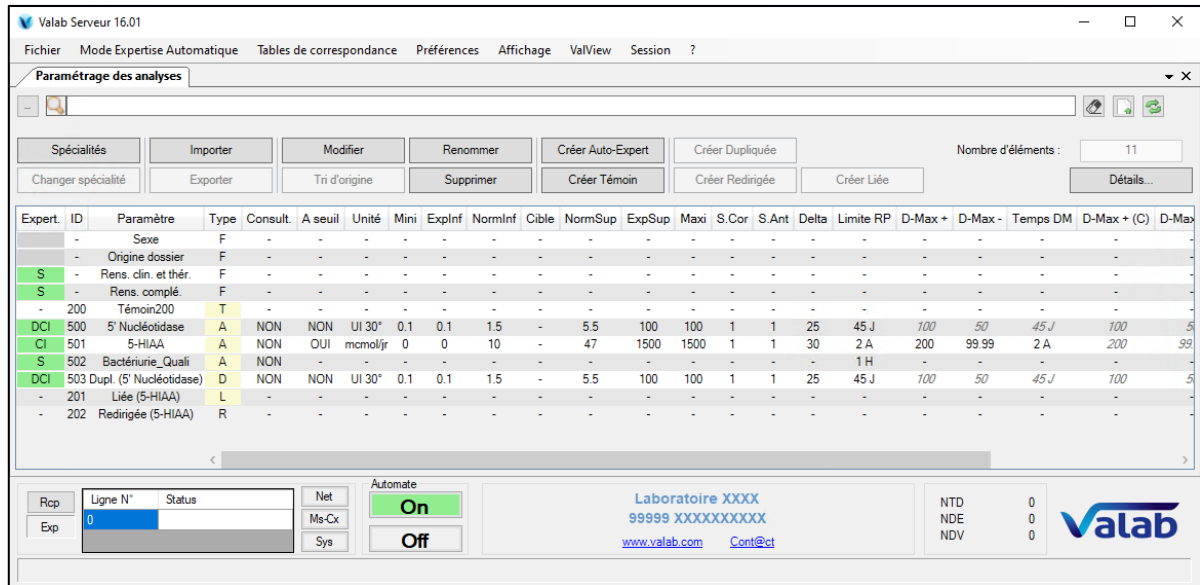 Valab Serveur 16.01
Fichier Mode Expertise Automatique Tables de correspondance Préférences Affichage ValView Session ?
Paramétrage des analyses
Spécialités Importer Modifier Renommer Créer Auto-Expert Créer Dupliquée Nombre d'éléments : 11
Changer spécialité Exporter Tri d'origine Supprimer Créer Témoin Créer Redirigée Créer Liée Détails...
Expert. ID Paramètre Type Consult. A seuil Unité Mini ExpInf NormInf Cible NormSup ExpSup Maxi S.Cor S.Ant Delta Limite RP D-Max + D-Max - Temps DM D-Max + (C) D-Max
- Sexe F - - - - - - - - - - - - - - - - - -
- Origine dossier F - - - - - - - - - - - - - - - - - -
S - Rens. clin. et thér. F - - - - - - - - - - - - - - - - - -
S - Rens. complé. F - - - - - - - - - - - - - - - - - -
- 200 Témoin200 T - - - - - - - - - - - - - - - - - -
DCI 500 5' Nucléotidase A NON NON UI 30° 0.1 0.1 1.5 - 5.5 100 100 1 1 25 45 J 100 50 45 J 100 5
CI 501 5-HIAA A NON OUI mcmol/jr 0 0 10 - 47 1500 1500 1 1 30 2 A 200 99.99 2 A 200 99.
S 502 Bactériurie_Quali A NON - - - - - - - - - - - - 1 H - - - -
DCI 503 Dupl. (5' Nucléotidase) D NON NON UI 30° 0.1 0.1 1.5 - 5.5 100 100 1 1 25 45 J 100 50 45 J 100 5
- 201 Liée (5-HIAA) L - - - - - - - - - - - - - - - - - -
- 202 Redirigée (5-HIAA) R - - - - - - - - - - - - - - - - - -
Rcp Ligne N° Status Net Automate On Laboratoire XXXX NTD 0
Exp 0 Ms-Cx 99999 XXXXXXXXXX NDE 0 Valab
Sys Off www.valab.com Cont@ct NDV 0